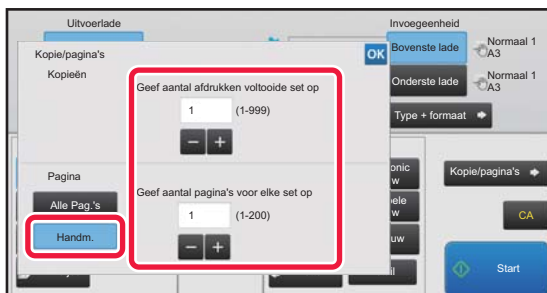 Uitvoerlade
Invoegeenheid
Kopie/pagina's
OK
Bovenste lade
Normaal 1
A3
Kopieën
Geef aantal afdrukken voltooide set op
Onderste lade
Normaal 1
A3
1
(1-999)
Type + formaat
Pagina
Kopie/pagina's
Alle Pag.'s
Geef aantal pagina's voor elke set op
1
(1-200)
CA
Handm.
Start